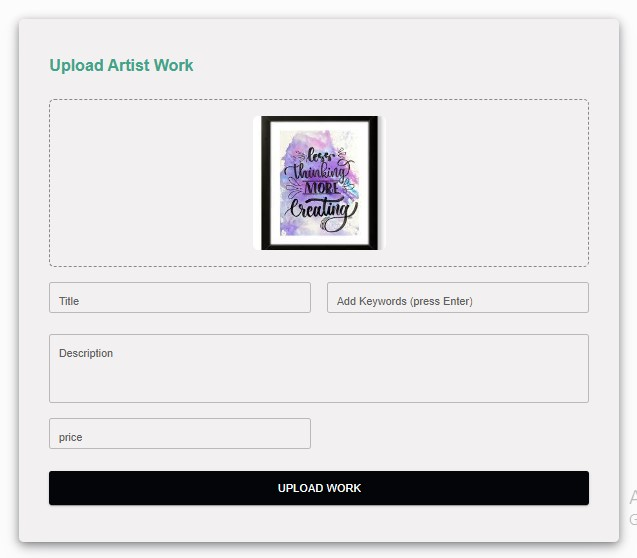 Upload Artist Work
less
thinking
MORE
Creating
Title
Add Keywords (press Enter)
Description
price
UPLOAD WORK